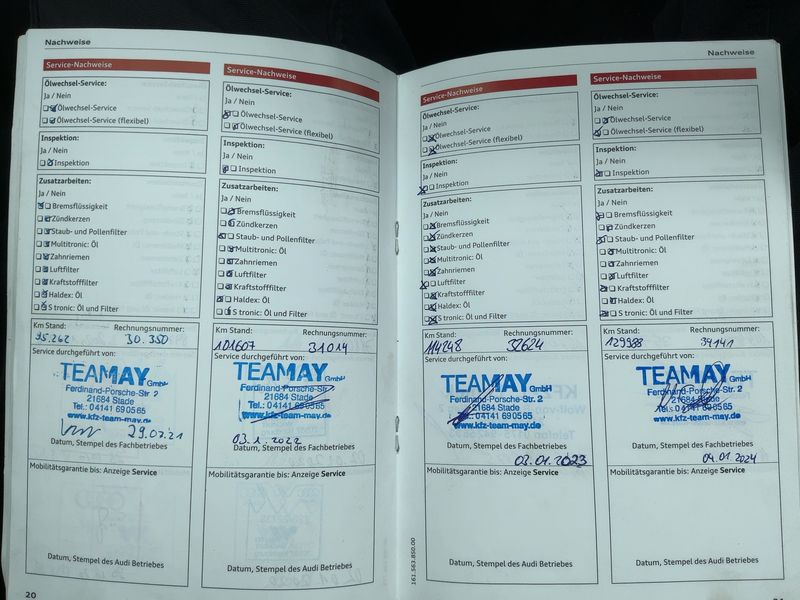 Nachweise
Service-Nachweise
Ölwechsel-Service:
Ja / Nein
Ölwechsel-Service
Ölwechsel-Service (flexibel)
Inspektion:
Ja / Nein
Inspektion
Zusatzarbeiten:
Ja / Nein
Bremsflüssigkeit
Zündkerzen
Staub- und Pollenfilter
Multitronic: Öl
Zahnriemen
Luftfilter
Kraftstofffilter
Haldex: Öl
S tronic: Öl und Filter
Km Stand: Rechnungsnummer:
95.262 30.350
Service durchgeführt von:
TEAMAY GmbH
Ferdinand-Porsche-Str. 2
21684 Stade
Tel.: 04141 690565
www.kfz-team-may.de
29.07.21
Datum, Stempel des Fachbetriebes
Mobilitätsgarantie bis: Anzeige Service
Datum, Stempel des Audi Betriebes
20
Service-Nachweise
Ölwechsel-Service:
Ja / Nein
Ölwechsel-Service
Ölwechsel-Service (flexibel)
Inspektion:
Ja / Nein
Inspektion
Zusatzarbeiten:
Ja / Nein
Bremsflüssigkeit
Zündkerzen
Staub- und Pollenfilter
Multitronic: Öl
Zahnriemen
Luftfilter
Kraftstofffilter
Haldex: Öl
S tronic: Öl und Filter
Km Stand: Rechnungsnummer:
101607 31014
Service durchgeführt von:
TEAMAY GmbH
Ferdinand-Porsche-Str. 2
21684 Stade
Tel.: 04141 690565
www.kfz-team-may.de
03.1.2022
Datum, Stempel des Fachbetriebes
Mobilitätsgarantie bis: Anzeige Service
Datum, Stempel des Audi Betriebes
Nachweise
Service-Nachweise
Ölwechsel-Service:
Ja / Nein
Ölwechsel-Service
Ölwechsel-Service (flexibel)
Inspektion:
Ja / Nein
Inspektion
Zusatzarbeiten:
Ja / Nein
Bremsflüssigkeit
Zündkerzen
Staub- und Pollenfilter
Multitronic: Öl
Zahnriemen
Luftfilter
Kraftstofffilter
Haldex: Öl
S tronic: Öl und Filter
Km Stand: Rechnungsnummer:
114248 32624
Service durchgeführt von:
TEAMAY GmbH
Ferdinand-Porsche-Str. 2
21684 Stade
Tel.: 04141 690565
www.kfz-team-may.de
Datum, Stempel des Fachbetriebes
03.01.2023
Mobilitätsgarantie bis: Anzeige Service
Datum, Stempel des Audi Betriebes
161.563.850.00
Service-Nachweise
Ölwechsel-Service:
Ja / Nein
Ölwechsel-Service
Ölwechsel-Service (flexibel)
Inspektion:
Ja / Nein
Inspektion
Zusatzarbeiten:
Ja / Nein
Bremsflüssigkeit
Zündkerzen
Staub- und Pollenfilter
Multitronic: Öl
Zahnriemen
Luftfilter
Kraftstofffilter
Haldex: Öl
S tronic: Öl und Filter
Km Stand: Rechnungsnummer:
129988 34141
Service durchgeführt von:
TEAMAY GmbH
Ferdinand-Porsche-Str. 2
21684 Stade
Tel.: 04141 690565
www.kfz-team-may.de
Datum, Stempel des Fachbetriebes
04.01.2024
Mobilitätsgarantie bis: Anzeige Service
Datum, Stempel des Audi Betriebes